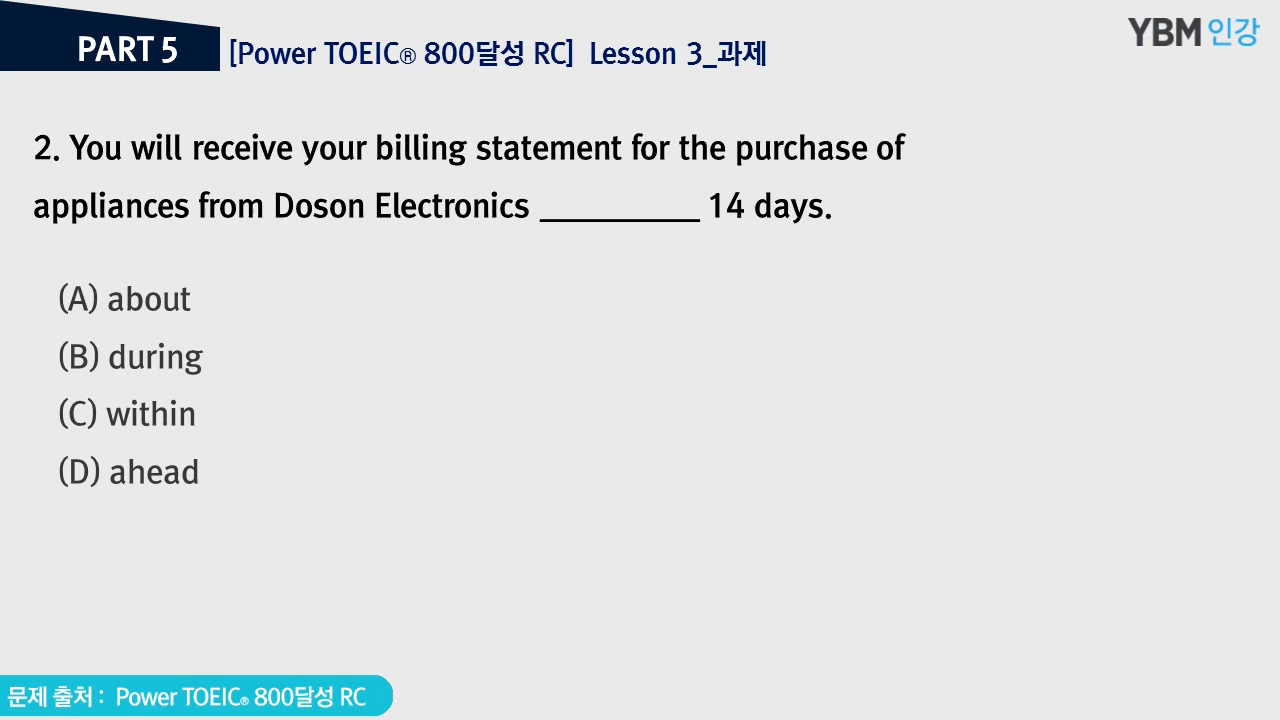 PART 5
[Power TOEIC® 800달성 RC] Lesson 3_과제
YBM 인강
2. You will receive your billing statement for the purchase of
appliances from Doson Electronics __________ 14 days.
(A) about
(B) during
(C) within
(D) ahead
문제 출처 : Power TOEIC® 800달성 RC